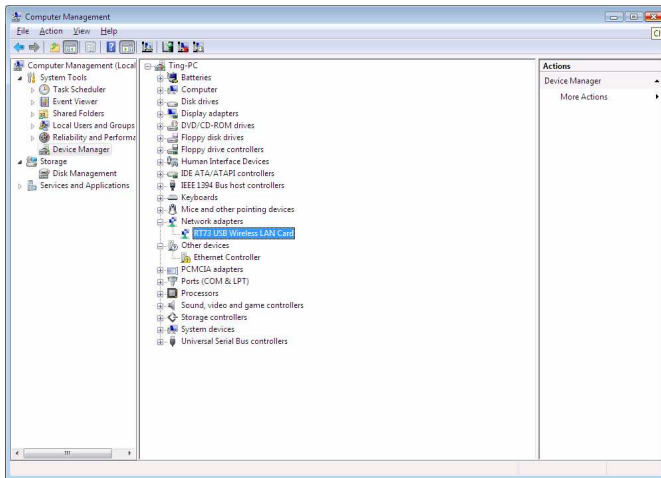 Computer Management
File Action View Help
Cl
Computer Management (Local
System Tools
Task Scheduler
Event Viewer
Shared Folders
Local Users and Groups
Reliability and Performa
Device Manager
Storage
Disk Management
Services and Applications
Ting-PC
Batteries
Computer
Disk drives
Display adapters
DVD/CD-ROM drives
Floppy disk drives
Floppy drive controllers
Human Interface Devices
IDE ATA/ATAPI controllers
IEEE 1394 Bus host controllers
Keyboards
Mice and other pointing devices
Network adapters
RT73 USB Wireless LAN Card
Other devices
Ethernet Controller
PCMCIA adapters
Ports (COM & LPT)
Processors
Sound, video and game controllers
Storage controllers
System devices
Universal Serial Bus controllers
Actions
Device Manager
More Actions